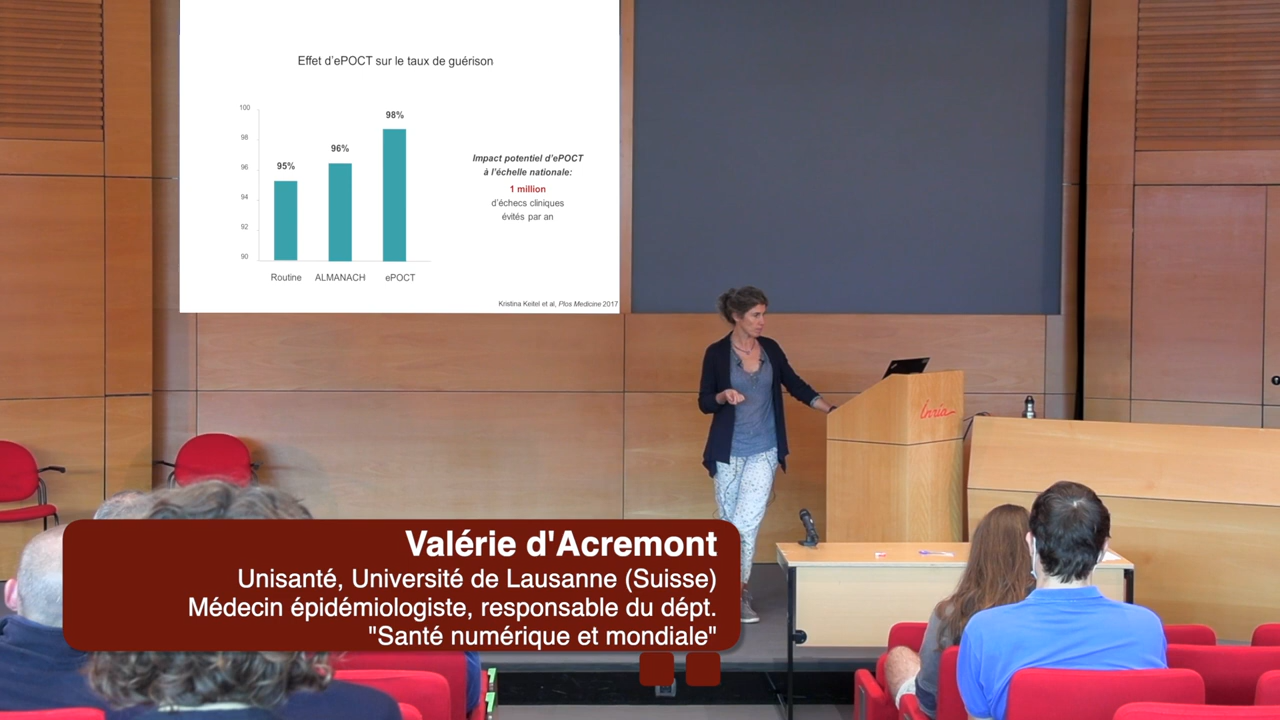 Effet d'ePOCT sur le taux de guérison
100
98
96
94
92
90
95%
96%
98%
Routine
ALMANACH
ePOCT
Impact potentiel d'ePOCT
à l'échelle nationale:
1 million
d'échecs cliniques
évités par an
Kristina Keitel et al, Plos Medicine 2017
Inria
Valérie d'Acremont
Unisanté, Université de Lausanne (Suisse)
Médecin épidémiologiste, responsable du dépt.
"Santé numérique et mondiale"